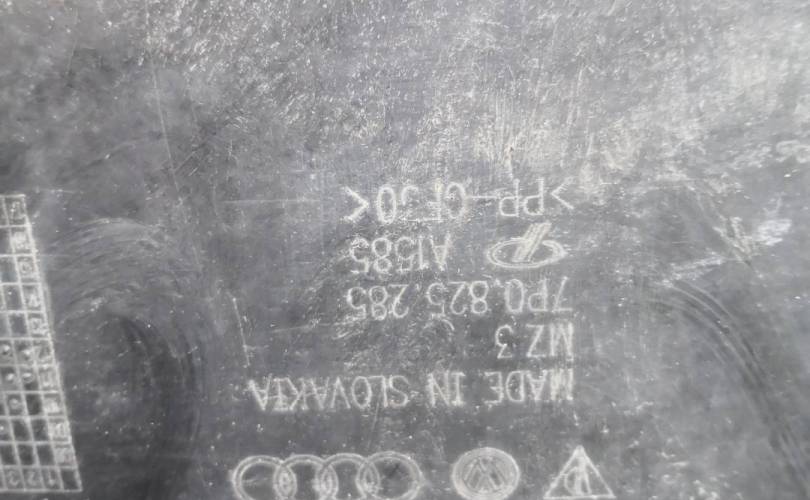 MADE IN SLOVAKIA
MZ 3
7P0.825.285
A1585
>PP-GF30<